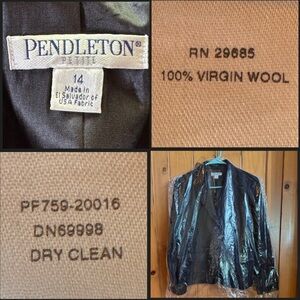 PENDLETON®
PETITE
14
Made in
El Salvador of
USA Fabric
RN 29685
100% VIRGIN WOOL
PF759-20016
DN69998
DRY CLEAN